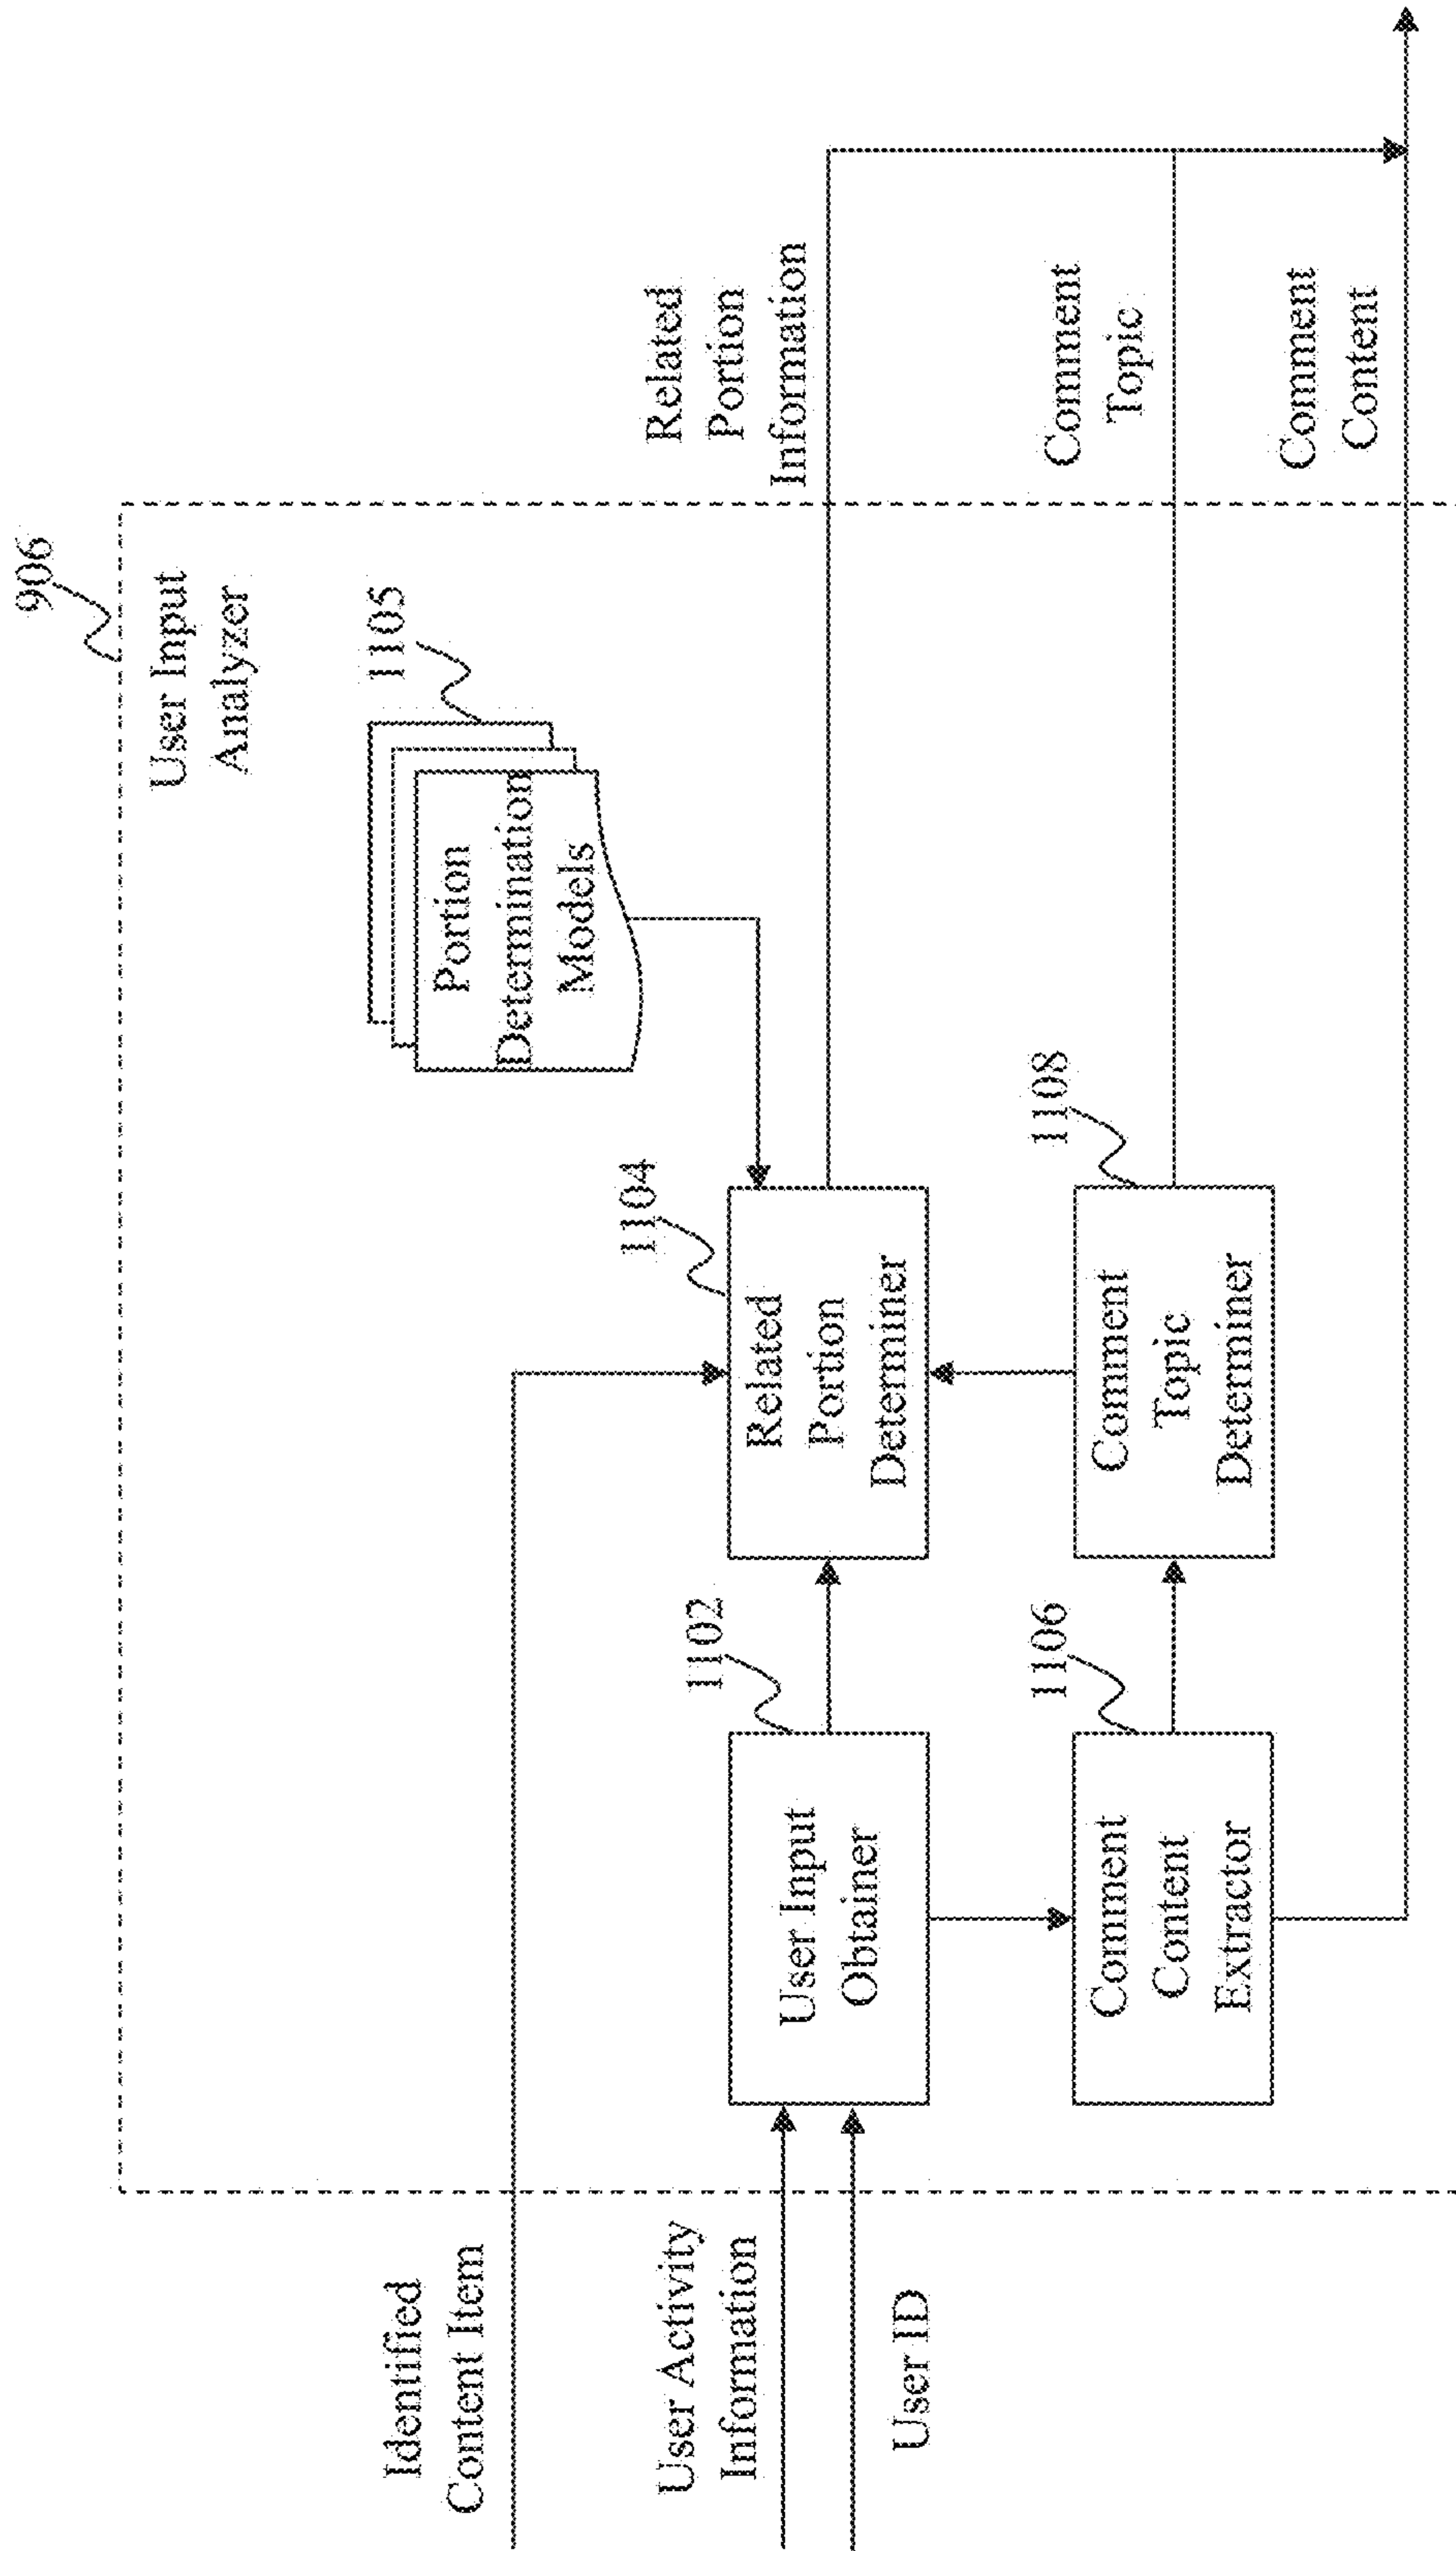 906
User Input
Analyzer
1105
Portion
Determination
Models
Identified
Content Item
Related
Portion
Information
1104
Related
Portion
Determiner
1102
User Input
Obtainer
User Activity
Information
User ID
1108
Comment
Topic
Determiner
Comment
Topic
1106
Comment
Content
Extractor
Comment
Content